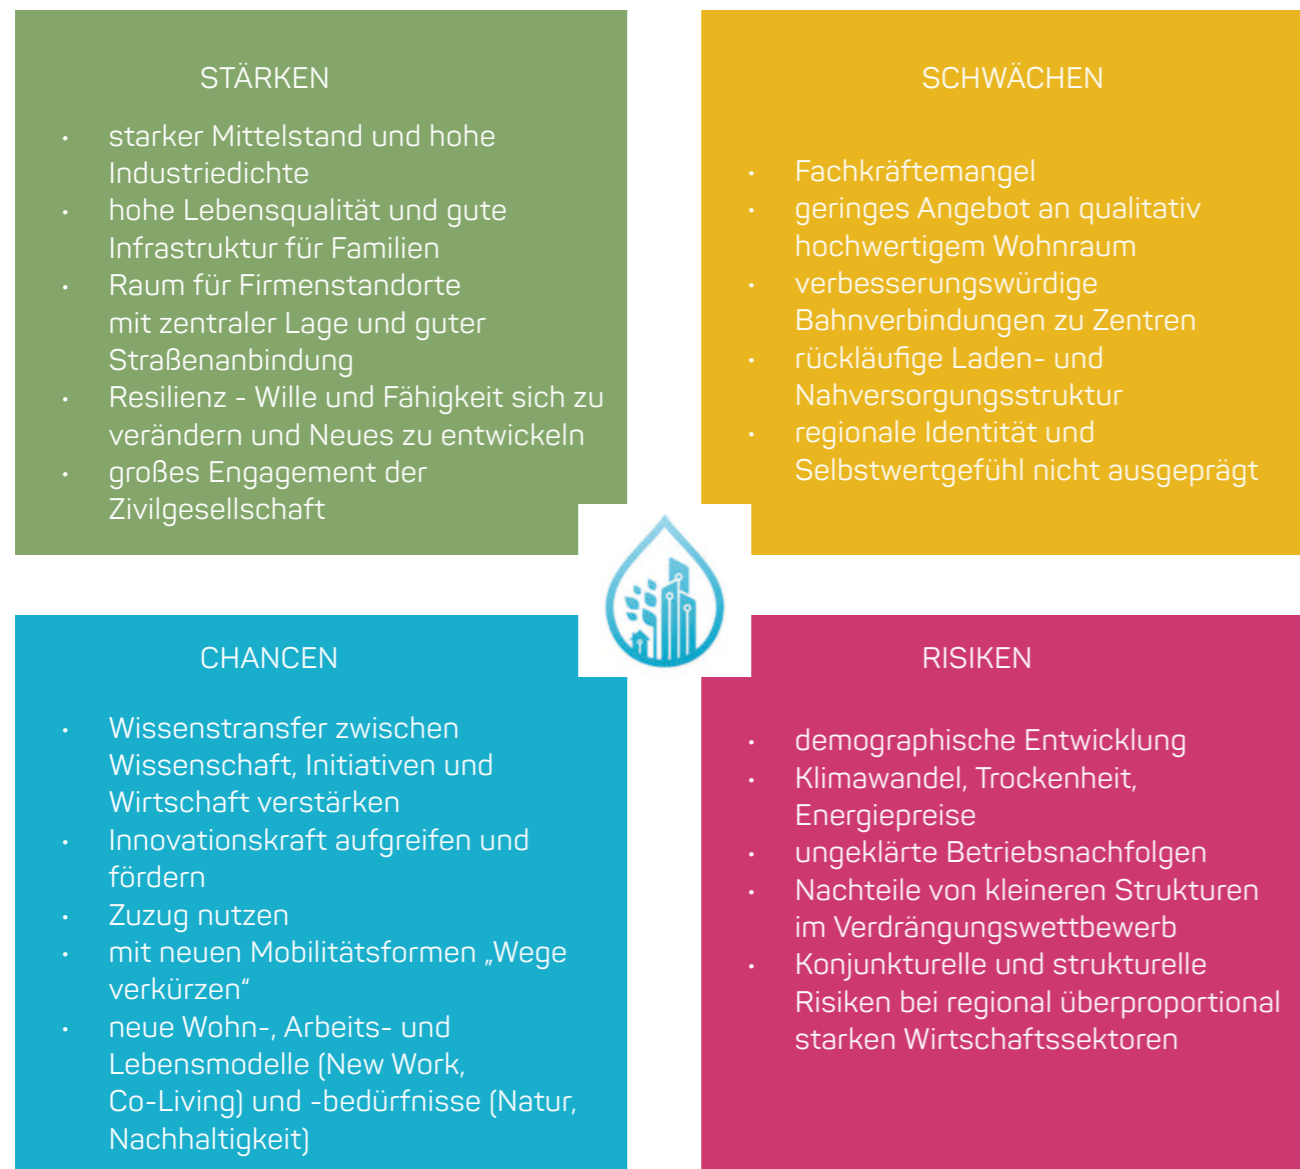 STÄRKEN
• starker Mittelstand und hohe
Industriedichte
• hohe Lebensqualität und gute
Infrastruktur für Familien
• Raum für Firmenstandorte
mit zentraler Lage und guter
Straßenanbindung
• Resilienz - Wille und Fähigkeit sich zu
verändern und Neues zu entwickeln
• großes Engagement der
Zivilgesellschaft
SCHWÄCHEN
• Fachkräftemangel
• geringes Angebot an qualitativ
hochwertigem Wohnraum
• verbesserungswürdige
Bahnverbindungen zu Zentren
• rückläufige Laden- und
Nahversorgungsstruktur
• regionale Identität und
Selbstwertgefühl nicht ausgeprägt
CHANCEN
• Wissenstransfer zwischen
Wissenschaft, Initiativen und
Wirtschaft verstärken
• Innovationskraft aufgreifen und
fördern
• Zuzug nutzen
• mit neuen Mobilitätsformen „Wege
verkürzen“
• neue Wohn-, Arbeits- und
Lebensmodelle (New Work,
Co-Living) und -bedürfnisse (Natur,
Nachhaltigkeit)
RISIKEN
• demographische Entwicklung
• Klimawandel, Trockenheit,
Energiepreise
• ungeklärte Betriebsnachfolgen
• Nachteile von kleineren Strukturen
im Verdrängungswettbewerb
• Konjunkturelle und strukturelle
Risiken bei regional überproportional
starken Wirtschaftssektoren